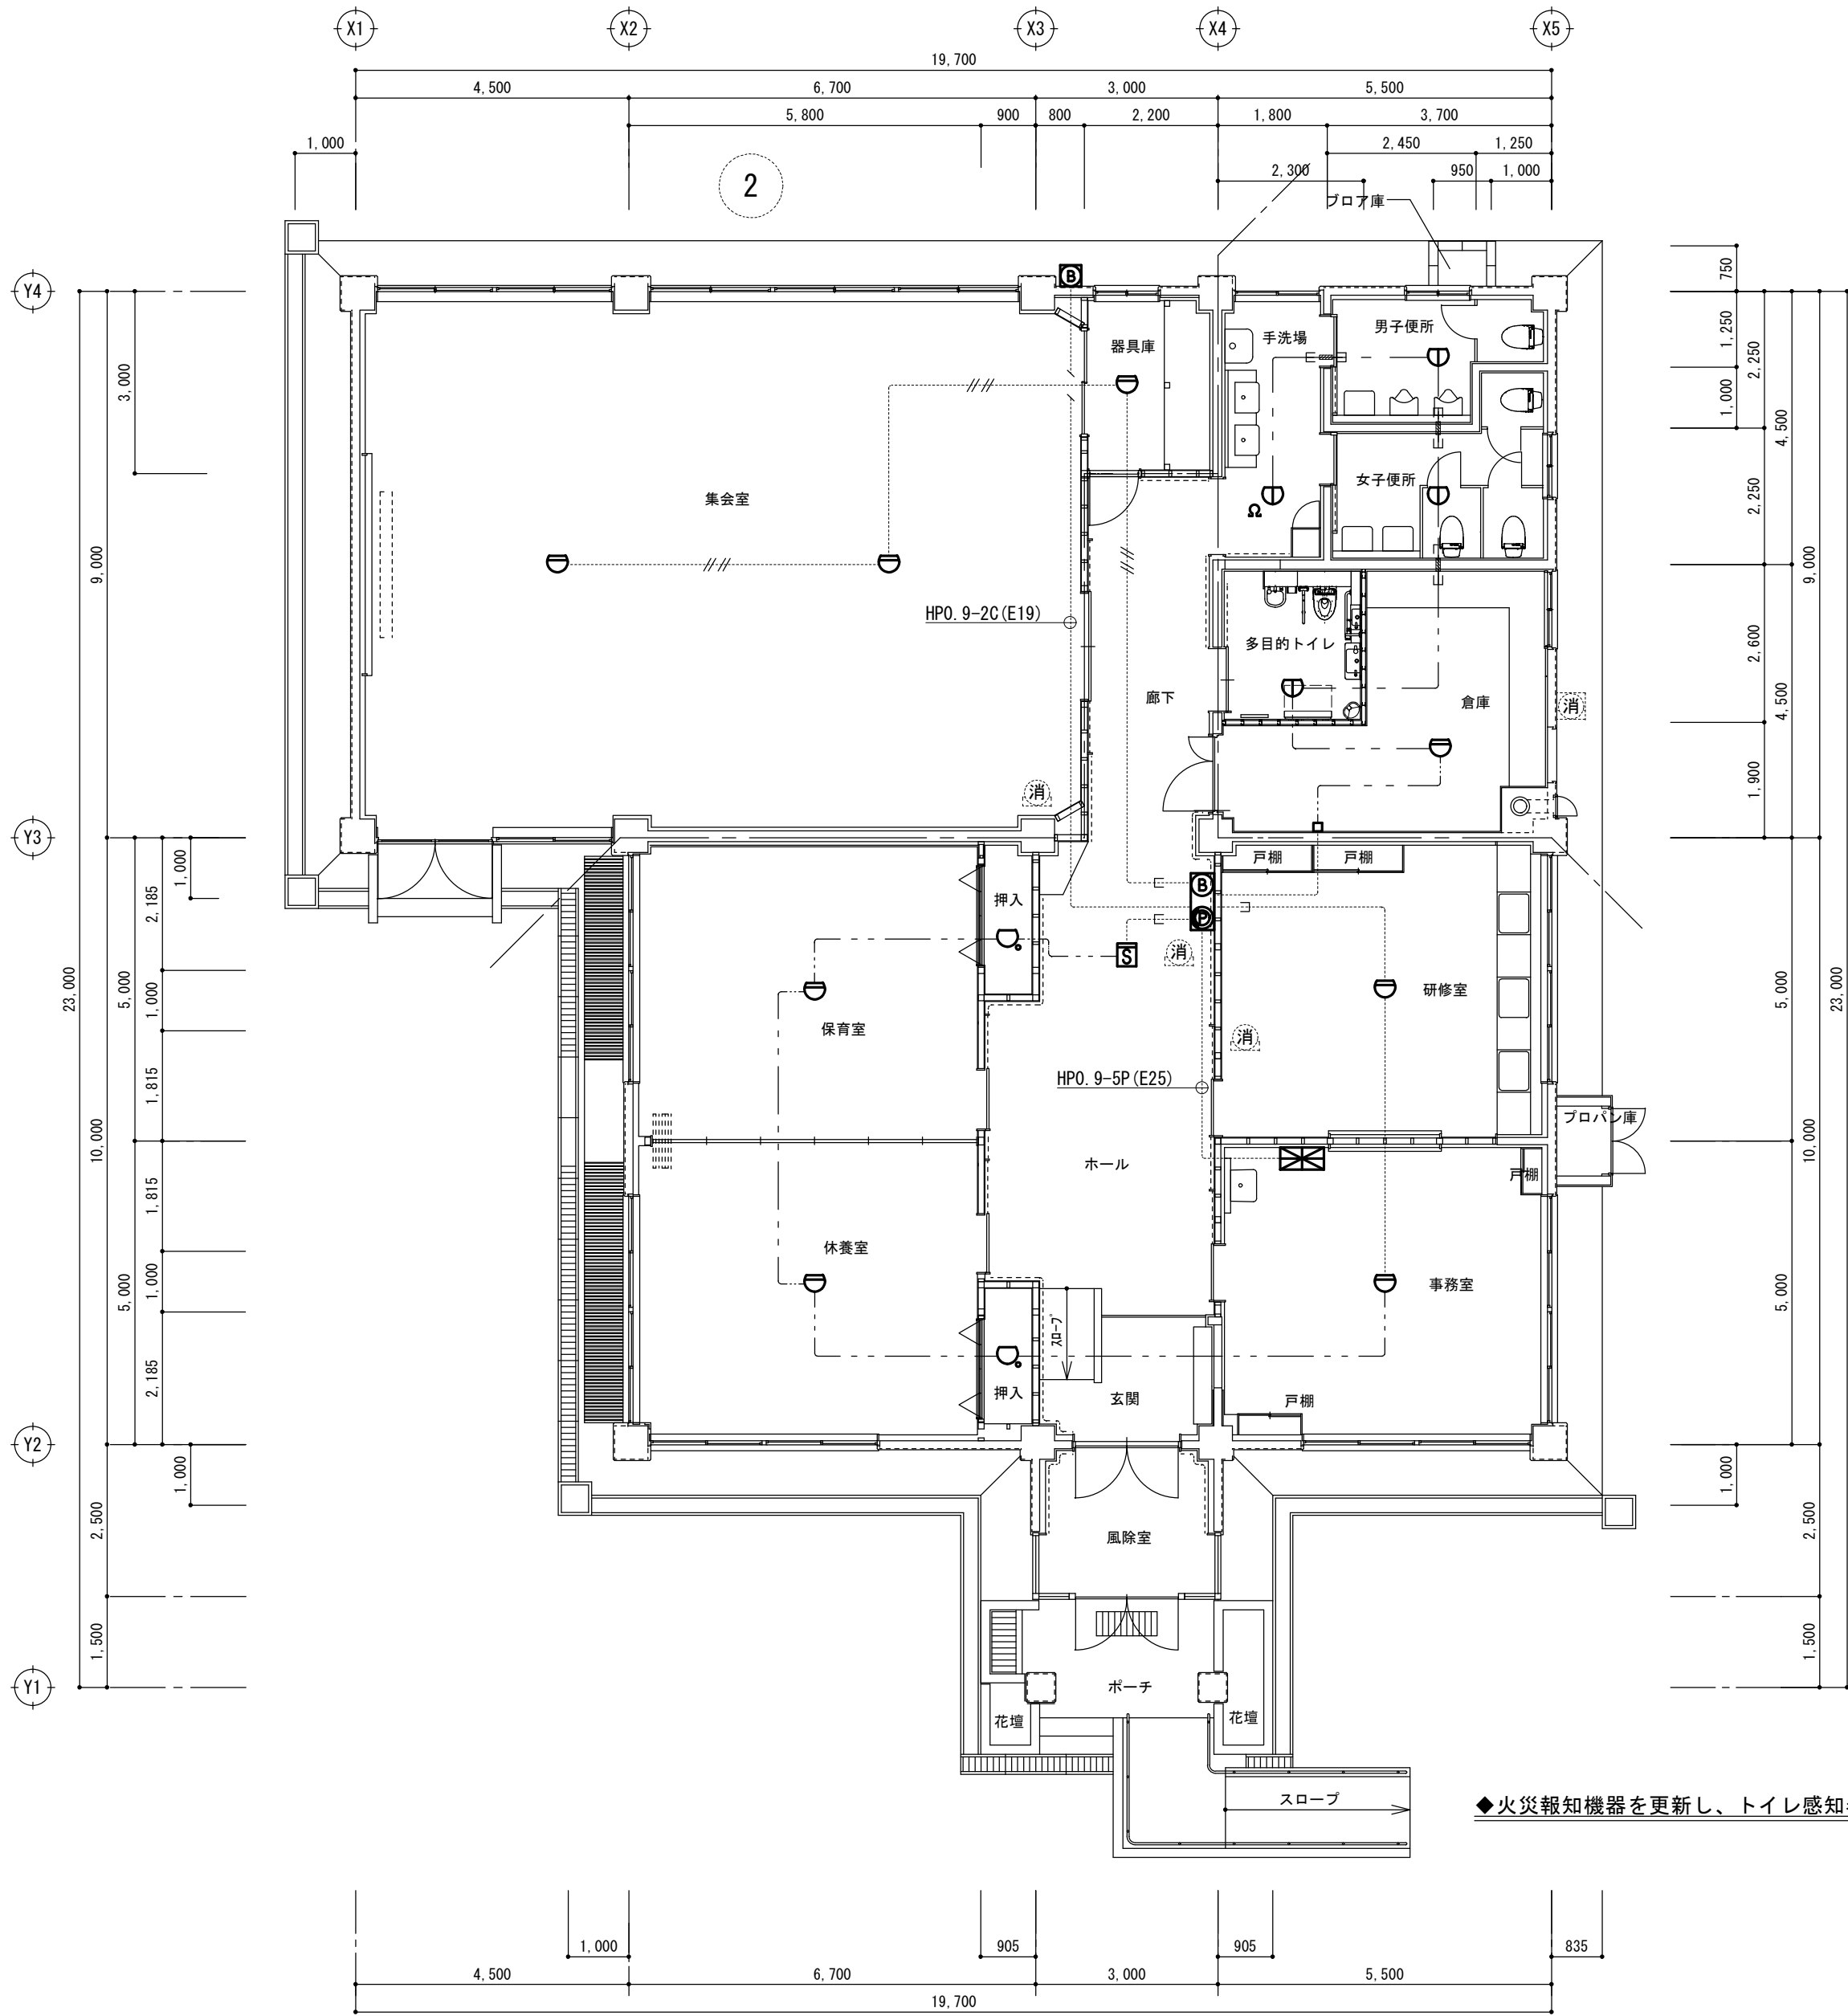 X1 X2 X3 X4 X5
19,700
4,500 6,700 3,000 5,500
5,800 900 800 2,200 1,800 3,700
1,000 2,450 1,250
2,300 950 1,000
2
ブロア庫
Y4
B
750
男子便所
手洗場
器具庫
1,250
2,250
3,000
1,000
4,500
女子便所
集会室
2,250
Ω
9,000
9,000
HP0.9-2C(E19)
2,600
多目的トイレ
廊下
倉庫
消
4,500
消
1,900
Y3
戸棚 戸棚
1,000
2,185
B
押入
P
消
S
研修室
23,000
5,000
1,000
5,000
23,000
保育室
消
1,815
HP0.9-5P(E25)
プロパン庫
10,000
10,000
ホール
戸棚
1,815
休養室
事務室
1,000
5,000
5,000
スロープ
2,185
押入
玄関
戸棚
Y2
1,000
1,000
2,500
2,500
風除室
1,500
1,500
Y1
ポーチ
花壇
花壇
スロープ
◆火災報知機器を更新し、トイレ感知
1,000 905 905 835
4,500 6,700 3,000 5,500
19,700